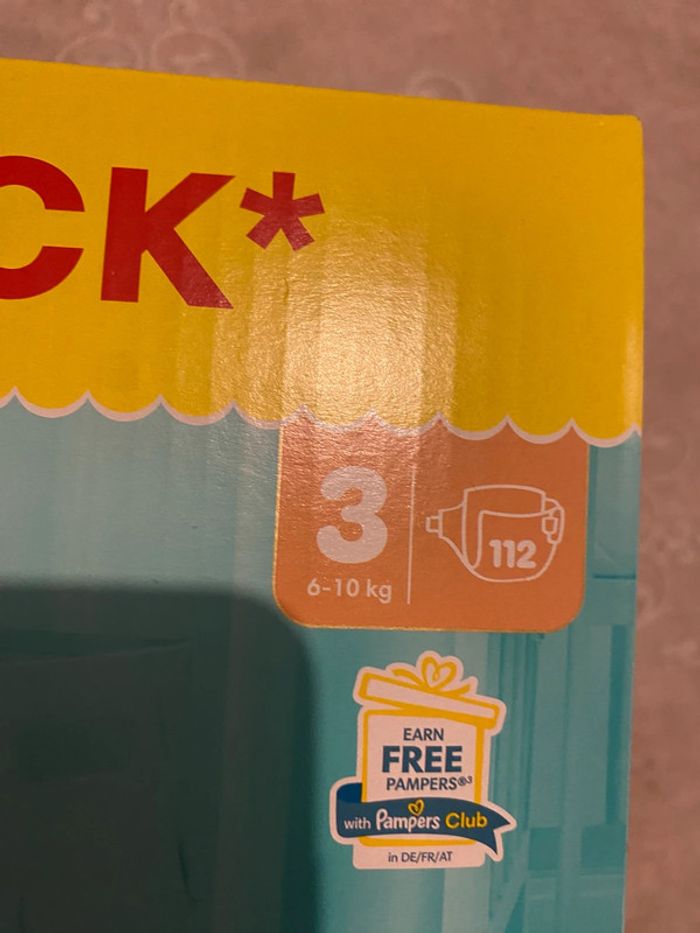 CK*
3
6-10 kg
112
EARN
FREE
PAMPERS®³
with Pampers Club
in DE/FR/AT